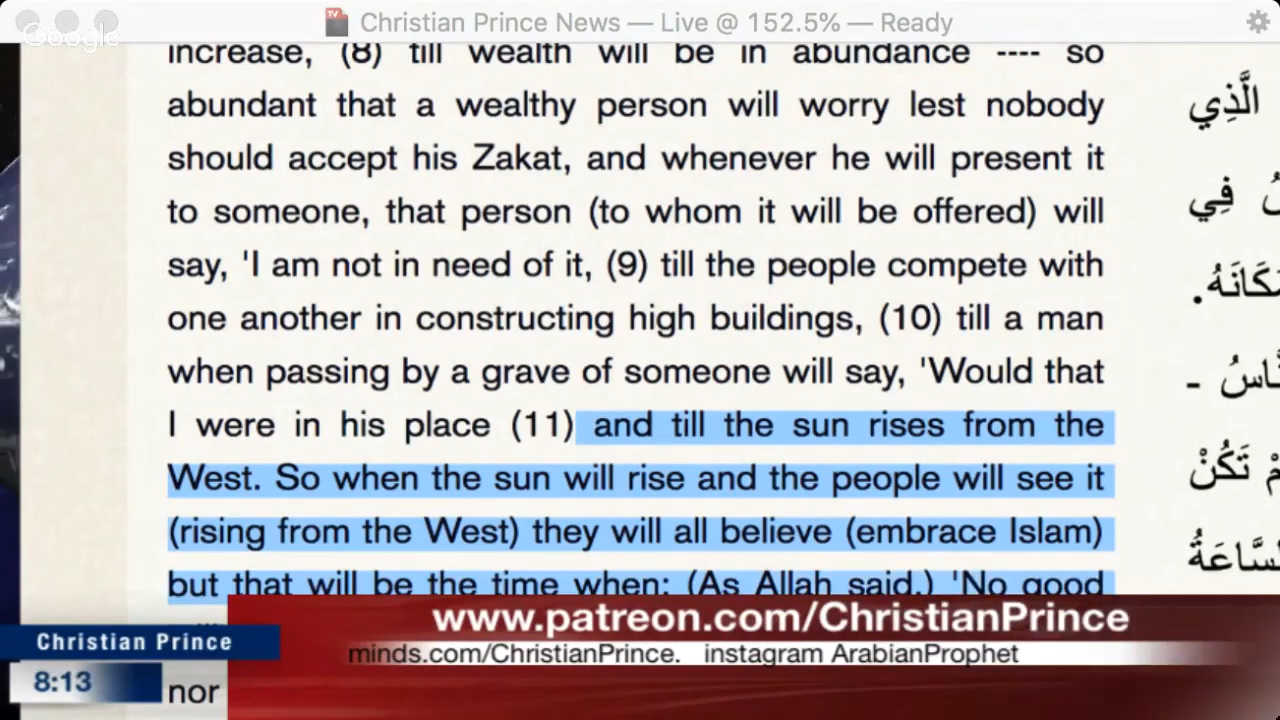 Christian Prince News — Live @ 152.5% — Ready
Google
increase, (8) till wealth will be in abundance ---- so
abundant that a wealthy person will worry lest nobody
should accept his Zakat, and whenever he will present it
to someone, that person (to whom it will be offered) will
say, 'I am not in need of it, (9) till the people compete with
one another in constructing high buildings, (10) till a man
when passing by a grave of someone will say, 'Would that
I were in his place (11) and till the sun rises from the
West. So when the sun will rise and the people will see it
(rising from the West) they will all believe (embrace Islam)
but that will be the time when: (As Allah said,) 'No good
nor
الَّذِي
فِي
مَكَانَهُ.
النَّاسُ -
تَكُنْ
السَّاعَةُ
www.patreon.com/ChristianPrince
Christian Prince
minds.com/ChristianPrince. instagram ArabianProphet
8:13